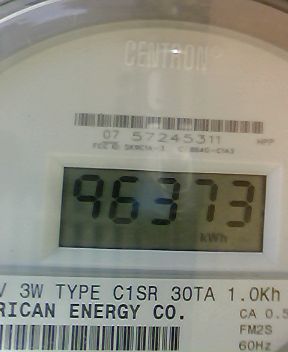 CENTRON®
07 57245311 HPP
96373
kWh
V 3W TYPE C1SR 30TA 1.0Kh
RICAN ENERGY CO.
CA 0.5
FM2S
60Hz